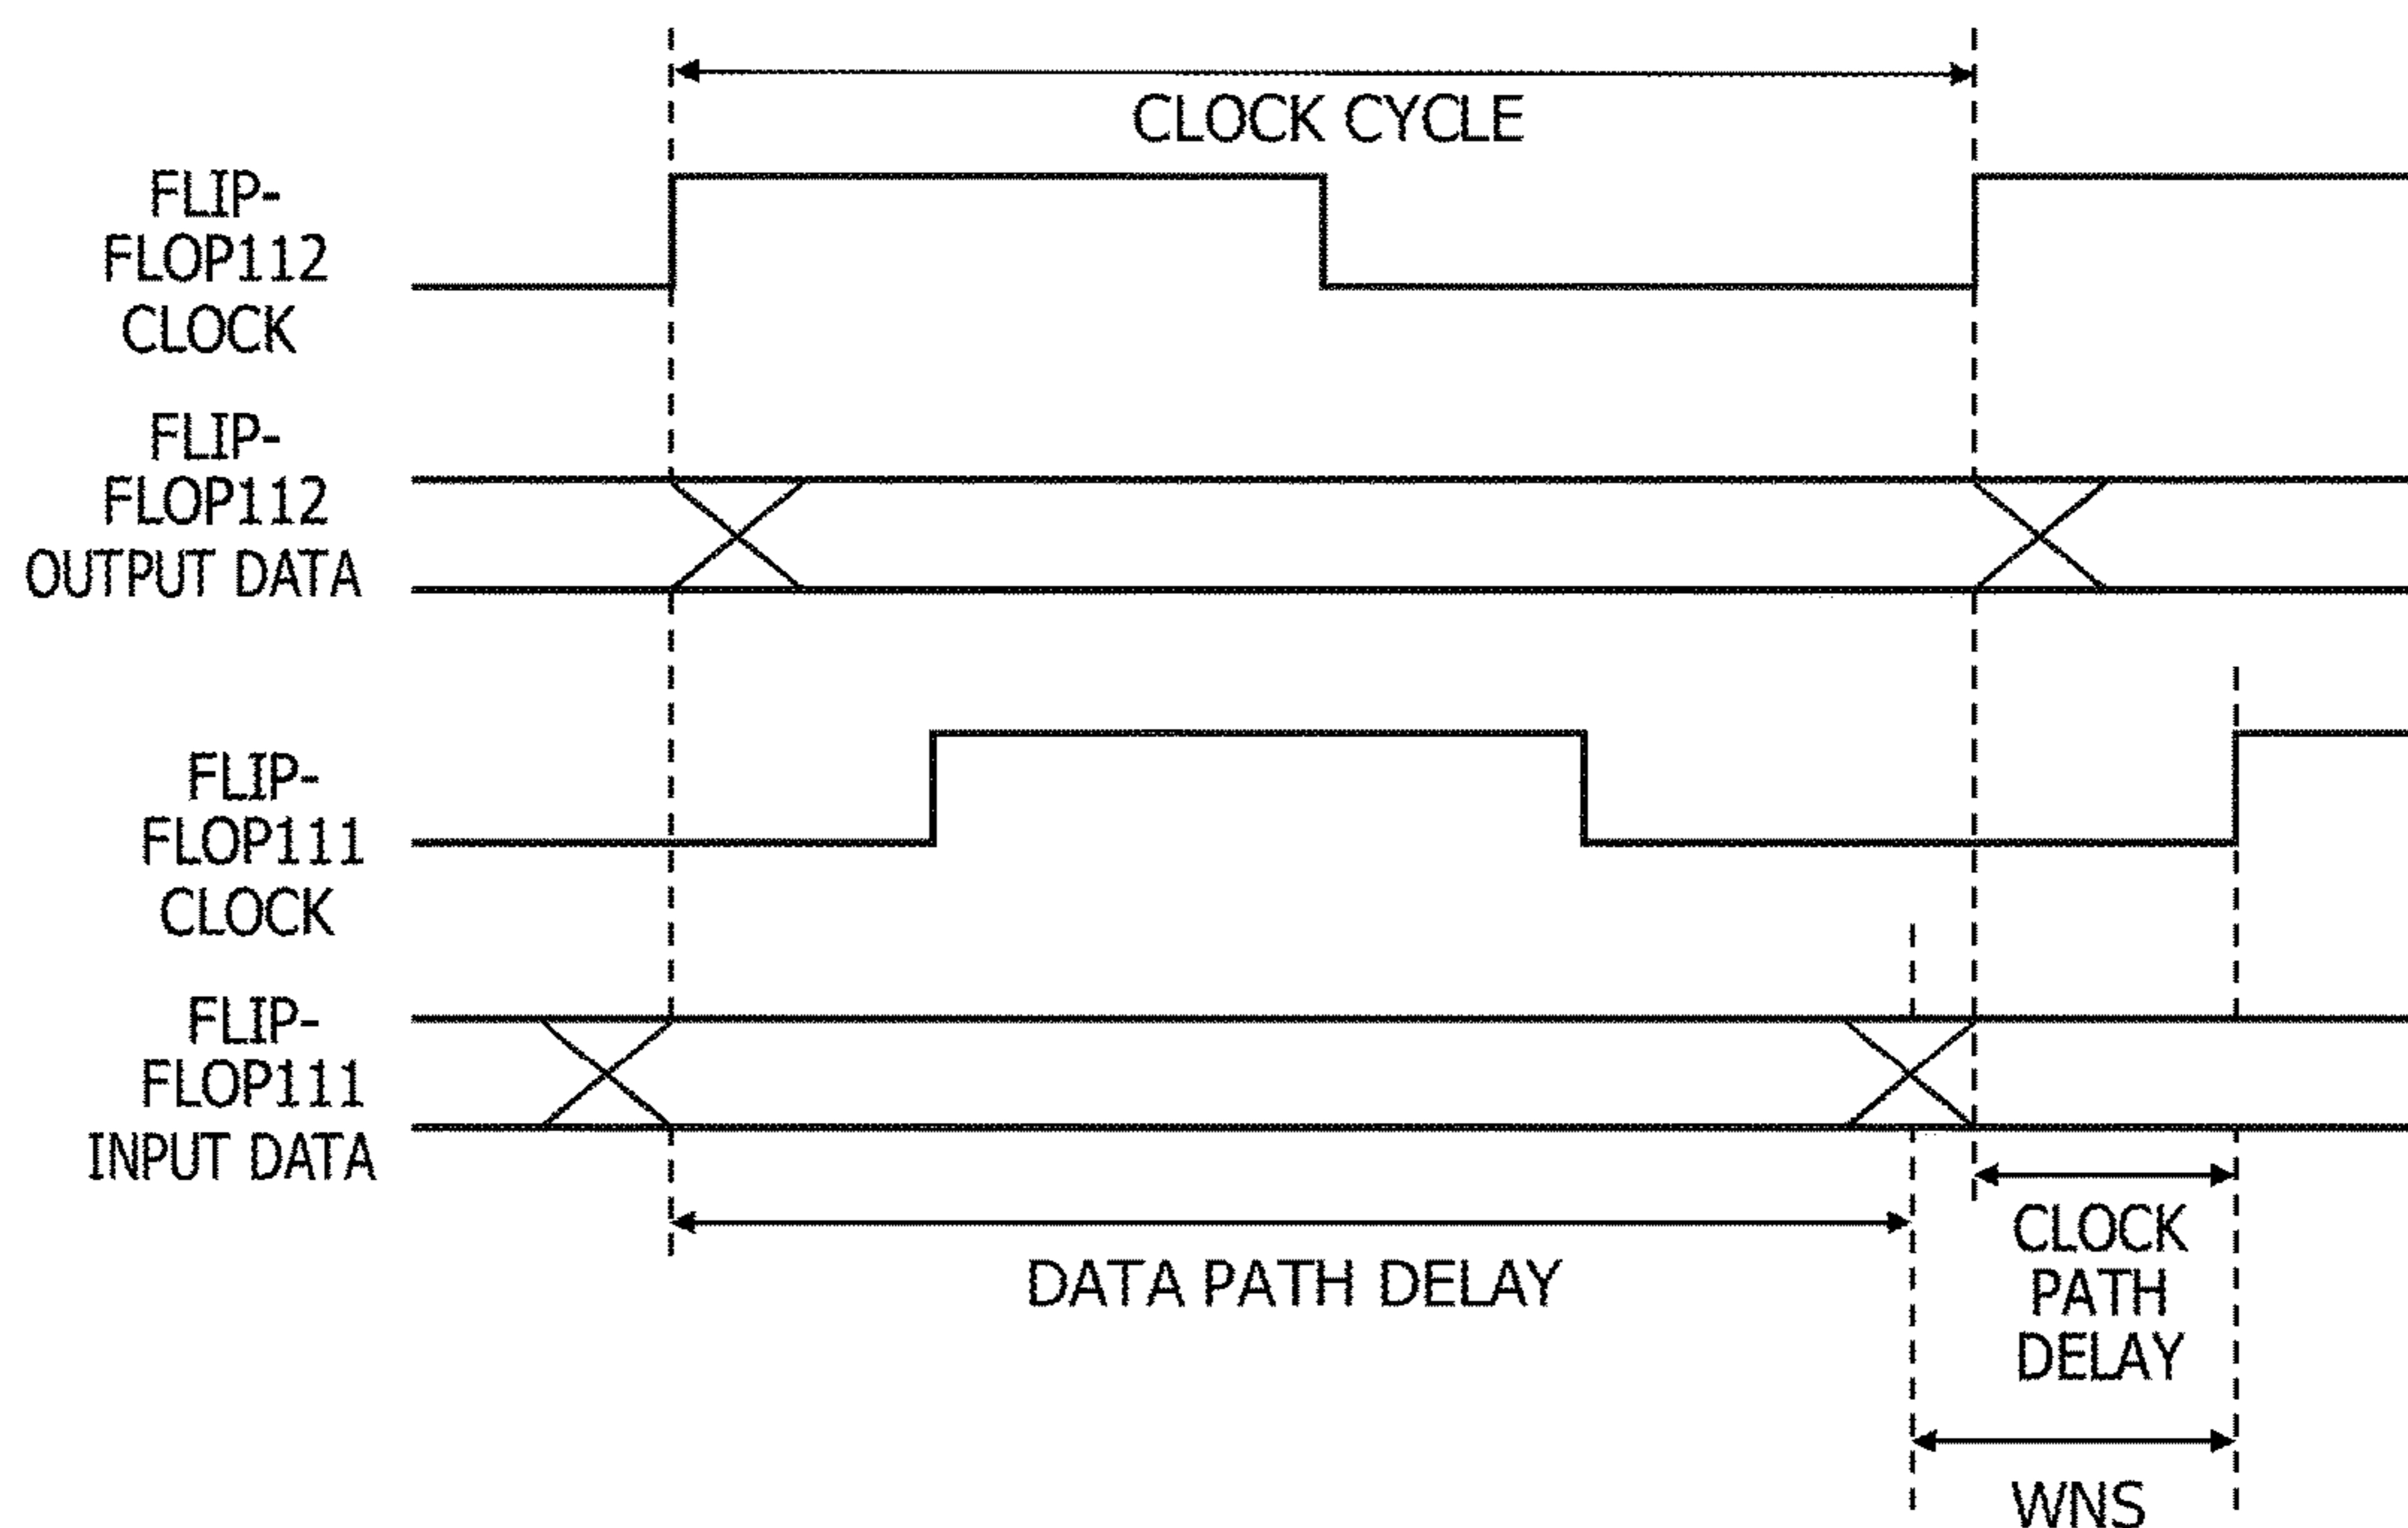 CLOCK CYCLE
FLIP-
FLOP112
CLOCK
FLIP-
FLOP112
OUTPUT DATA
FLIP-
FLOP111
CLOCK
FLIP-
FLOP111
INPUT DATA
DATA PATH DELAY
CLOCK
PATH
DELAY
WNS